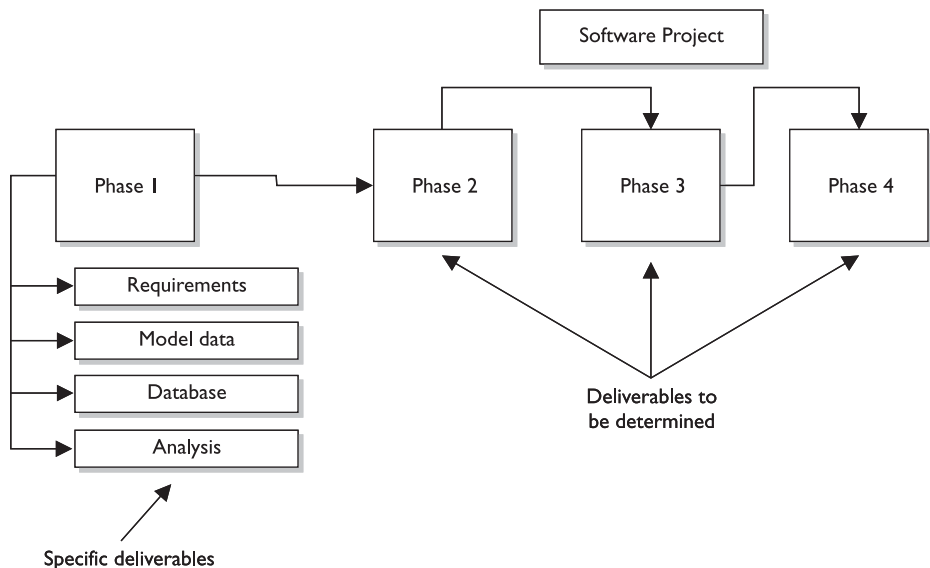 Software Project
Phase 1
Phase 2
Phase 3
Phase 4
Requirements
Model data
Database
Analysis
Deliverables to
be determined
Specific deliverables